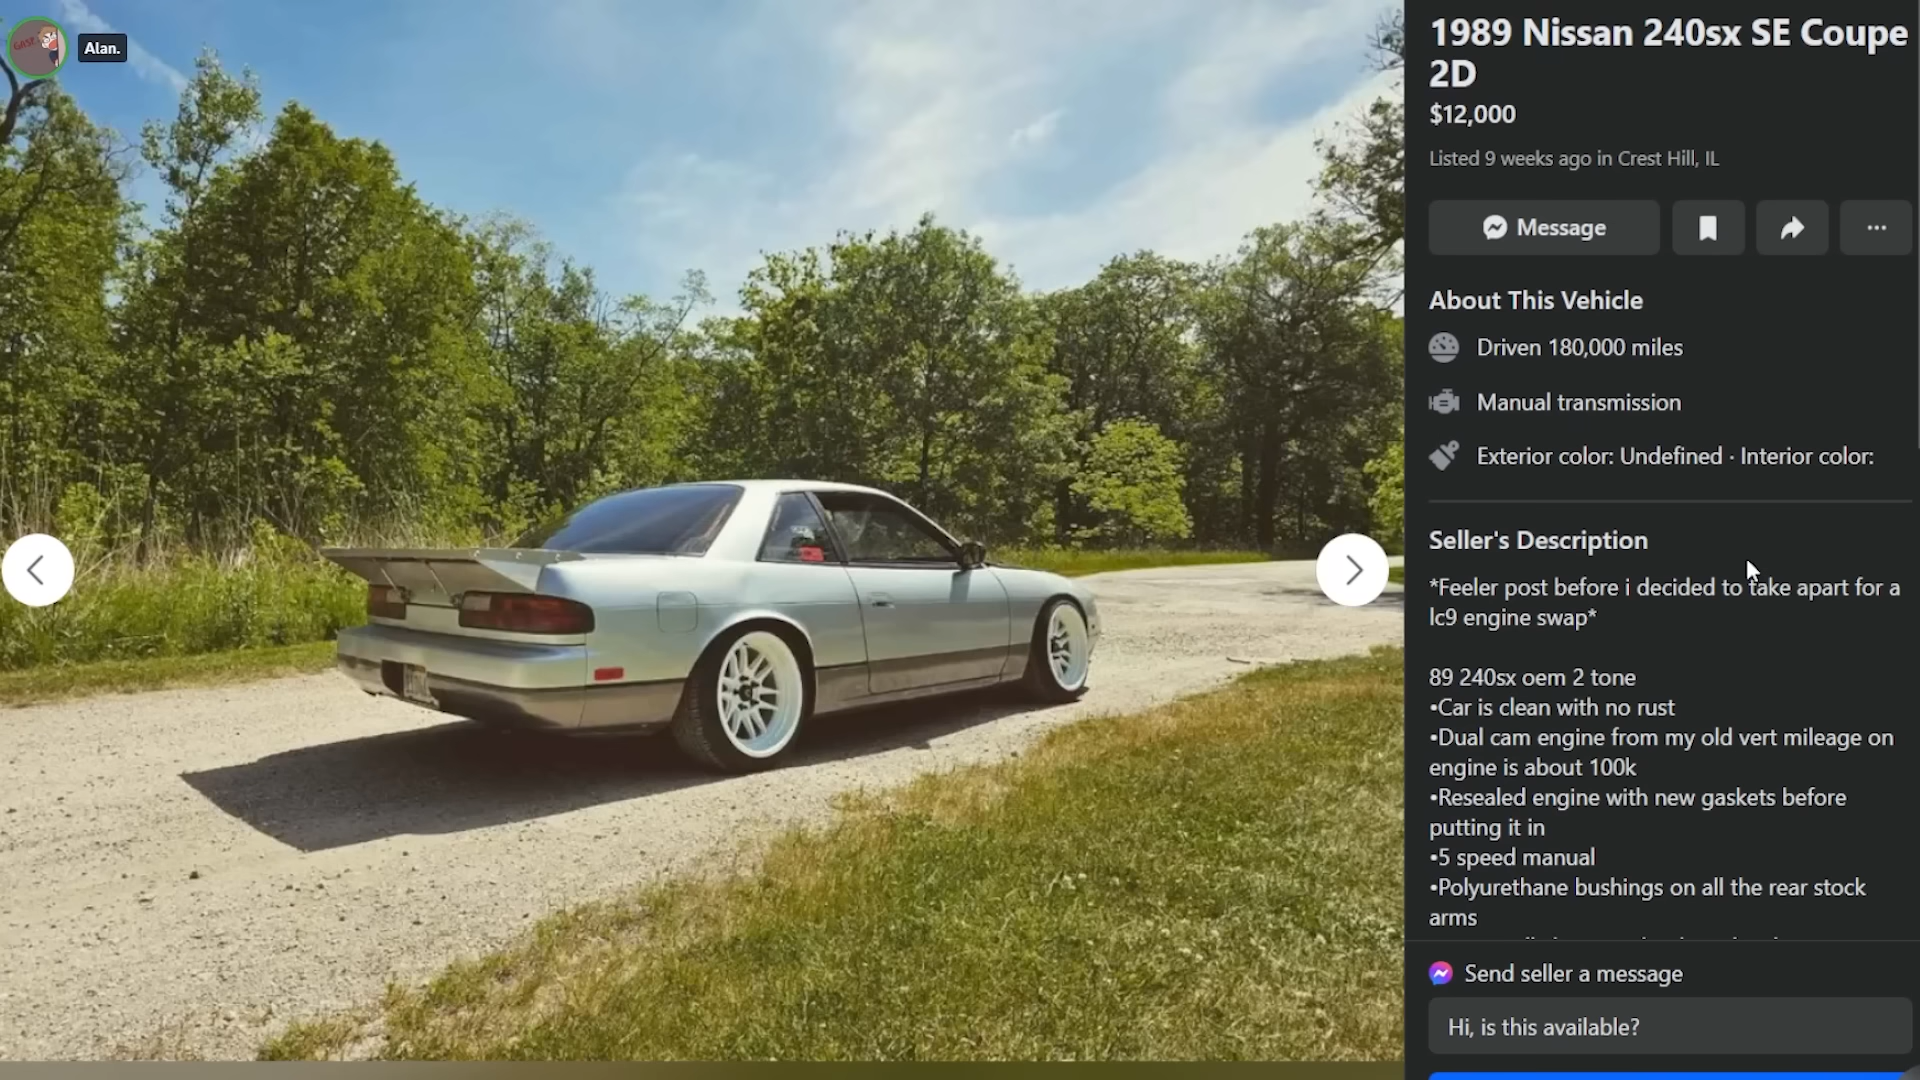 Alan.
1989 Nissan 240sx SE Coupe
2D
$12,000
Listed 9 weeks ago in Crest Hill, IL
Message
About This Vehicle
Driven 180,000 miles
Manual transmission
Exterior color: Undefined · Interior color:
Seller's Description
*Feeler post before i decided to take apart for a
lc9 engine swap*
89 240sx oem 2 tone
•Car is clean with no rust
•Dual cam engine from my old vert mileage on
engine is about 100k
•Resealed engine with new gaskets before
putting it in
•5 speed manual
•Polyurethane bushings on all the rear stock
arms
Send seller a message
Hi, is this available?